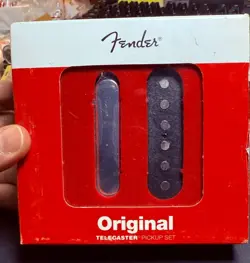 Fender
Original
TELECASTER® PICKUP SET